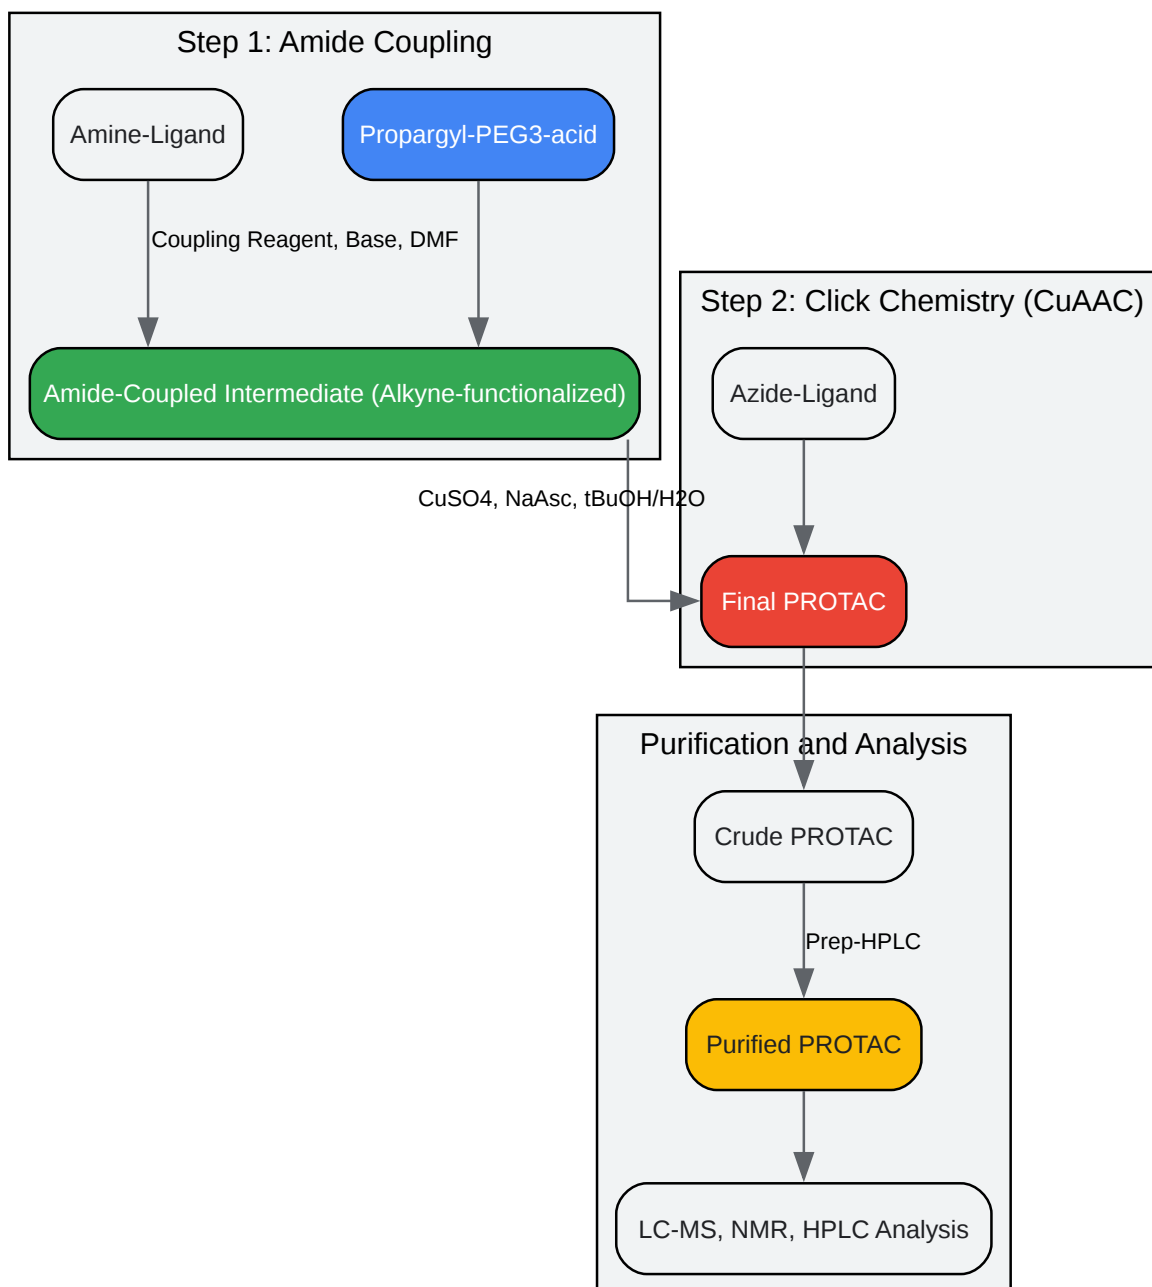 Step 1: Amide Coupling
Amine-Ligand
Propargyl-PEG3-acid
Coupling Reagent, Base, DMF
Amide-Coupled Intermediate (Alkyne-functionalized)
Step 2: Click Chemistry (CuAAC)
Azide-Ligand
CuSO4, NaAsc, tBuOH/H2O
Final PROTAC
Purification and Analysis
Crude PROTAC
Prep-HPLC
Purified PROTAC
LC-MS, NMR, HPLC Analysis